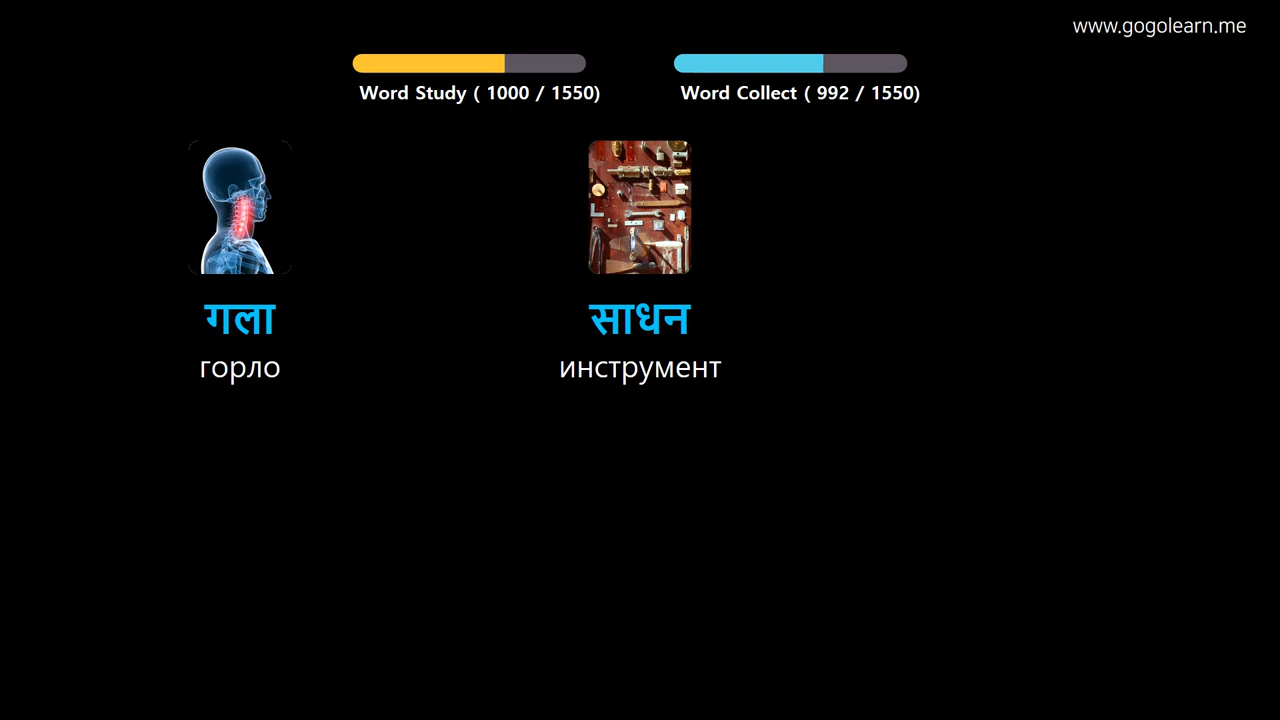 www.gogolearn.me
Word Study ( 1000 / 1550)
Word Collect ( 992 / 1550)
गला
साधन
горло
инструмент